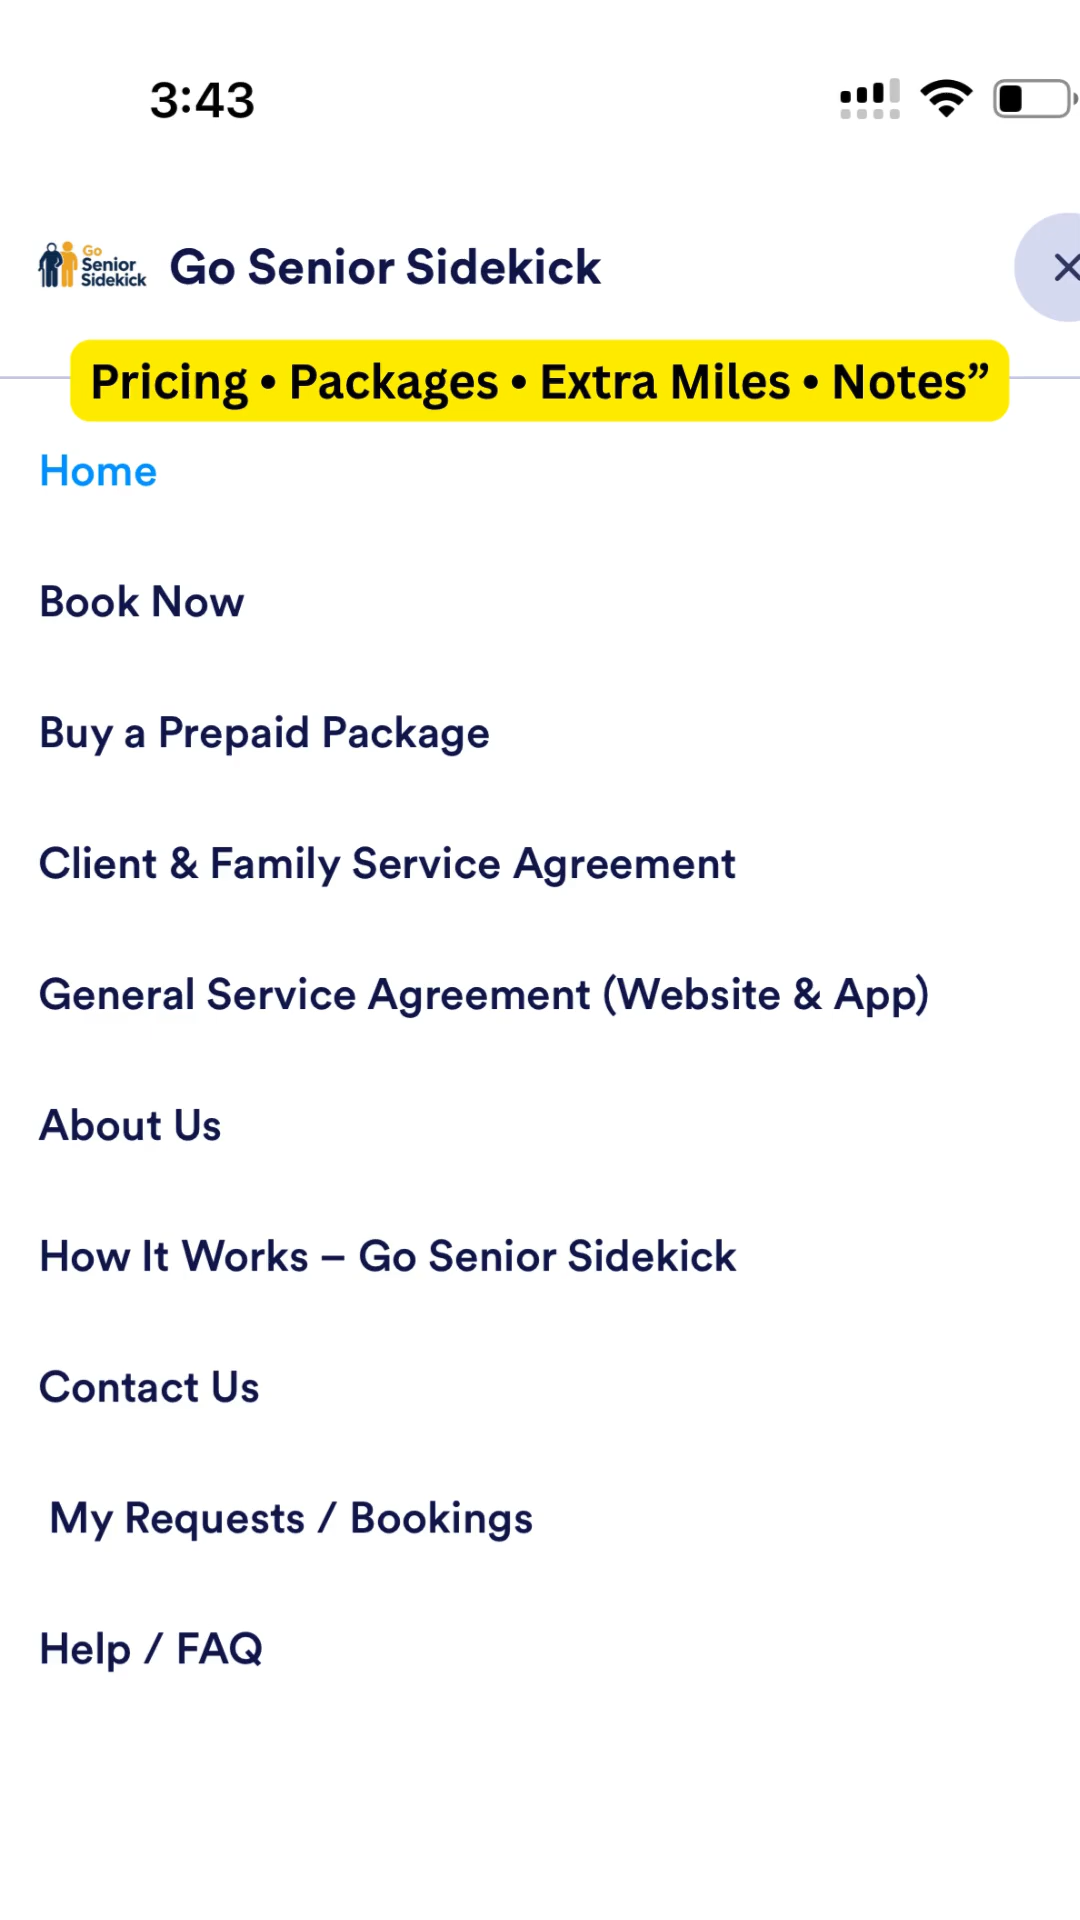 3:43
Go
Senior
Sidekick
Go Senior Sidekick
Pricing • Packages • Extra Miles • Notes”
Home
Book Now
Buy a Prepaid Package
Client & Family Service Agreement
General Service Agreement (Website & App)
About Us
How It Works – Go Senior Sidekick
Contact Us
My Requests / Bookings
Help / FAQ